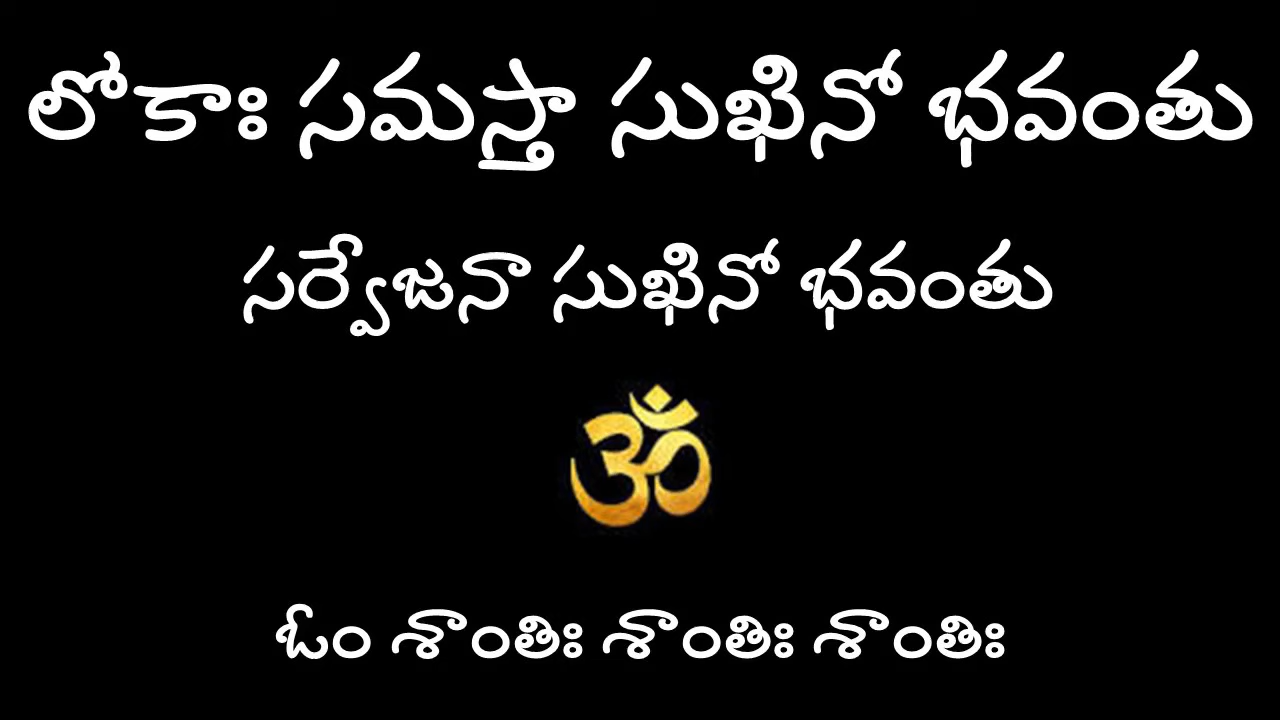 లోకాః సమస్తా సుఖినో భవంతు
సర్వేజనా సుఖినో భవంతు
ॐ
ఓం శాంతిః శాంతిః శాంతిః